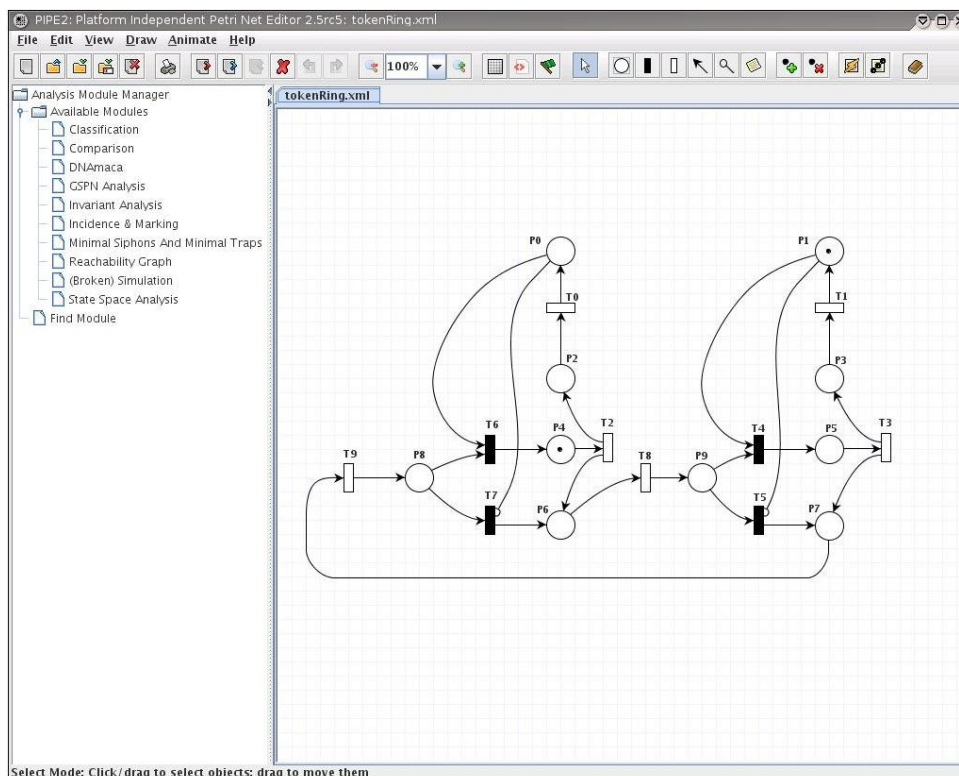 PIPE2: Platform Independent Petri Net Editor 2.5rc5: tokenRing.xml
File Edit View Draw Animate Help
100%
Analysis Module Manager
Available Modules
Classification
Comparison
DNAmaca
GSPN Analysis
Invariant Analysis
Incidence & Marking
Minimal Siphons And Minimal Traps
Reachability Graph
(Broken) Simulation
State Space Analysis
Find Module
tokenRing.xml
P0 P1
T0 T1
P2 P3
T6 P4 T2 T4 P5 T3
T9 P8 T8 P9
T7 P6 T5 P7
Select Mode: Click/drag to select objects; drag to move them